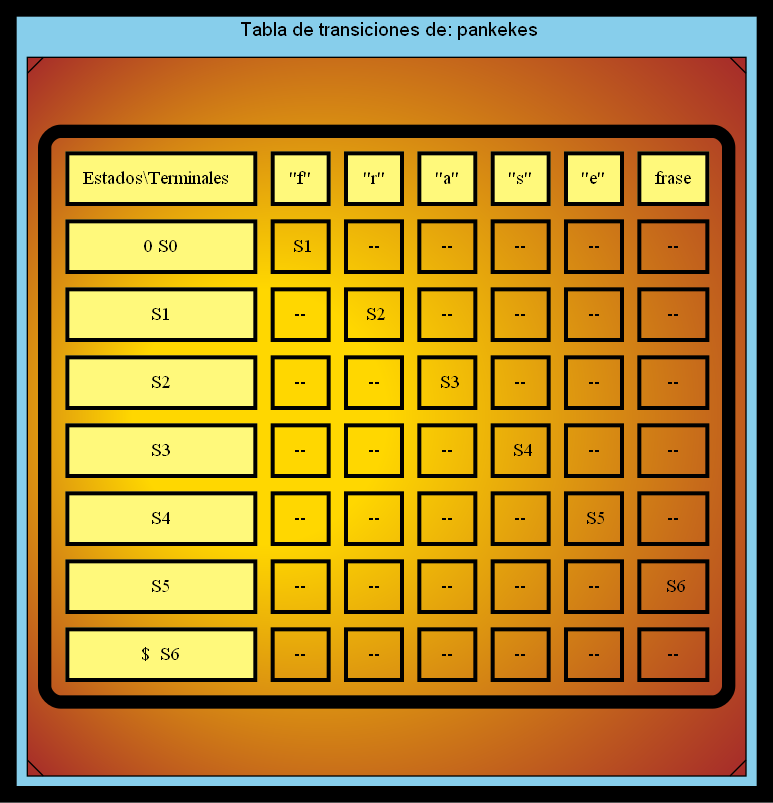 Tabla de transiciones de: pankekes
Estados\Terminales "f" "r" "a" "s" "e" frase
0 S0 S1 -- -- -- -- --
S1 -- S2 -- -- -- --
S2 -- -- S3 -- -- --
S3 -- -- -- S4 -- --
S4 -- -- -- -- S5 --
S5 -- -- -- -- -- S6
$ S6 -- -- -- -- -- --